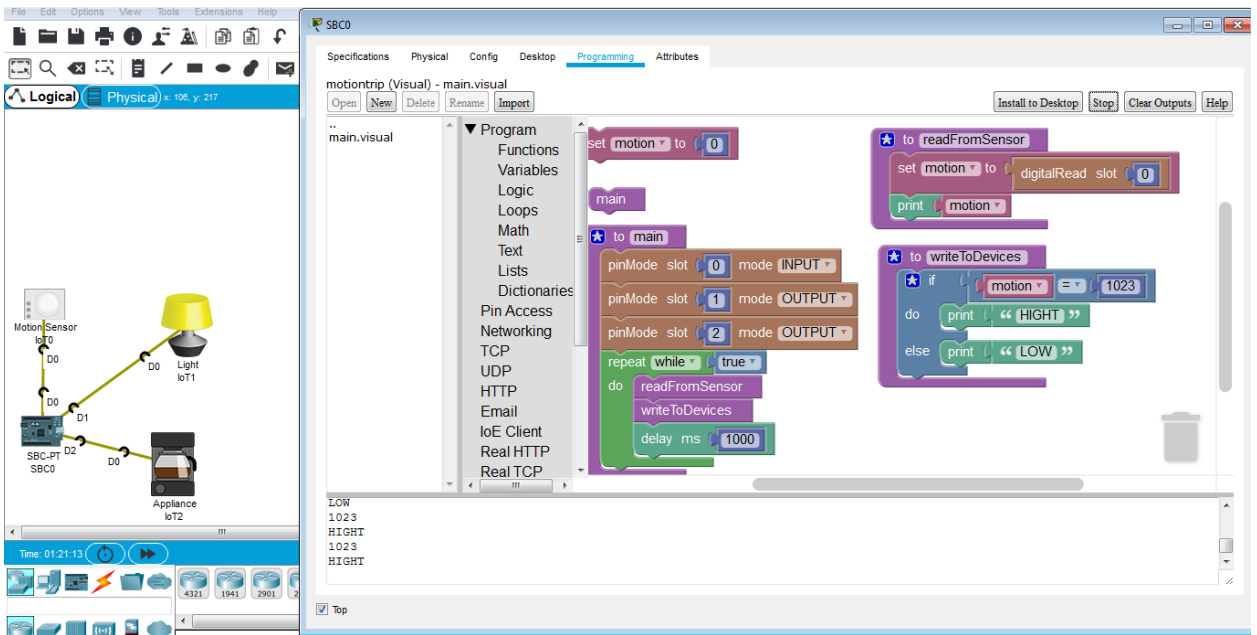 File Edit Options View Tools Extensions Help
Logical Physical x: 106, y: 217
Motion Sensor
IoT0
D0
D0
Light
IoT1
D0
D1
SBC-PT
SBC0
D2
D0
Appliance
IoT2
Time: 01:21:13
4321 1941 2901 2
SBC0
Specifications Physical Config Desktop Programming Attributes
motiontrip (Visual) - main.visual
Open New Delete Rename Import
Install to Desktop Stop Clear Outputs Help
..
main.visual
Program
Functions
Variables
Logic
Loops
Math
Text
Lists
Dictionaries
Pin Access
Networking
TCP
UDP
HTTP
Email
IoE Client
Real HTTP
Real TCP
set motion to 0
main
to main
pinMode slot 0 mode INPUT
pinMode slot 1 mode OUTPUT
pinMode slot 2 mode OUTPUT
repeat while true
do readFromSensor
writeToDevices
delay ms 1000
to readFromSensor
set motion to digitalRead slot 0
print motion
to writeToDevices
if motion = 1023
do print “ HIGHT ”
else print “ LOW ”
LOW
1023
HIGHT
1023
HIGHT
Top